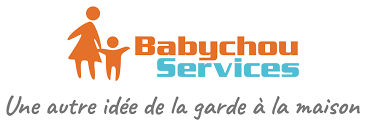 Babychou
Services
Une autre idée de la garde à la maison